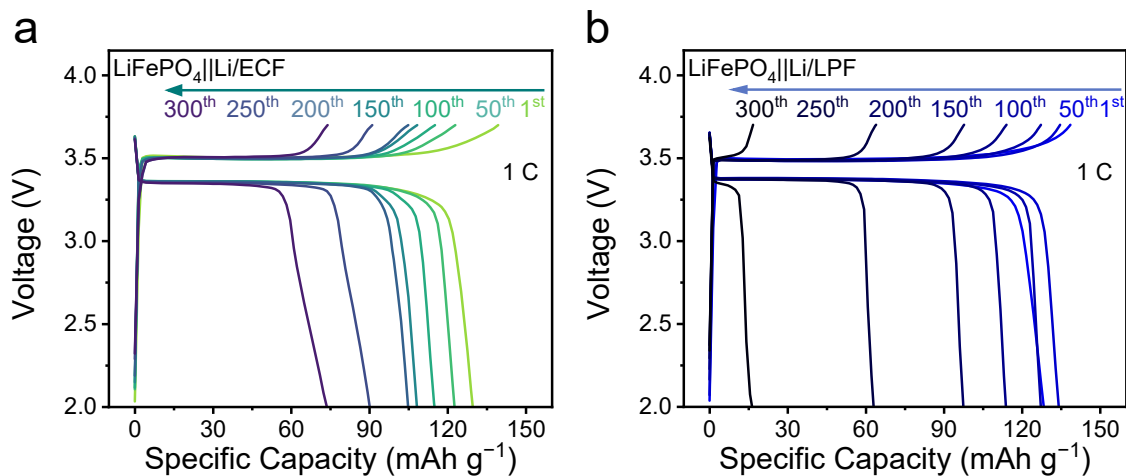 a
LiFePO₄||Li/ECF
300ᵗʰ 250ᵗʰ 200ᵗʰ 150ᵗʰ 100ᵗʰ 50ᵗʰ 1ˢᵗ
1 C
4.0
3.5
3.0
2.5
2.0
Voltage (V)
0 30 60 90 120 150
Specific Capacity (mAh g⁻¹)
b
LiFePO₄||Li/LPF
300ᵗʰ 250ᵗʰ 200ᵗʰ 150ᵗʰ 100ᵗʰ 50ᵗʰ 1ˢᵗ
1 C
4.0
3.5
3.0
2.5
2.0
Voltage (V)
0 30 60 90 120 150
Specific Capacity (mAh g⁻¹)